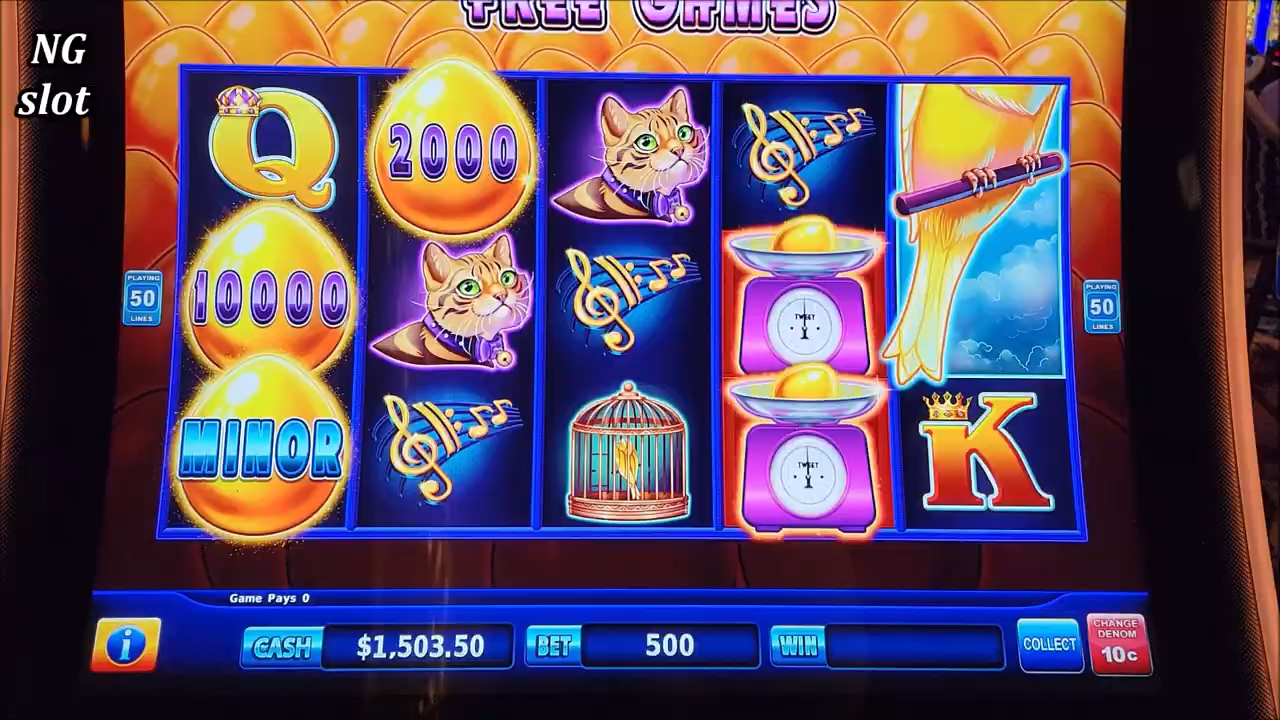 NG
slot
FREE GAMES
Q
2000
10000
MINOR
PLAYING
50
LINES
TWEET
TWEET
K
PLAYING
50
LINES
Game Pays 0
i
CASH
$1,503.50
BET
500
WIN
COLLECT
CHANGE
DENOM
10¢